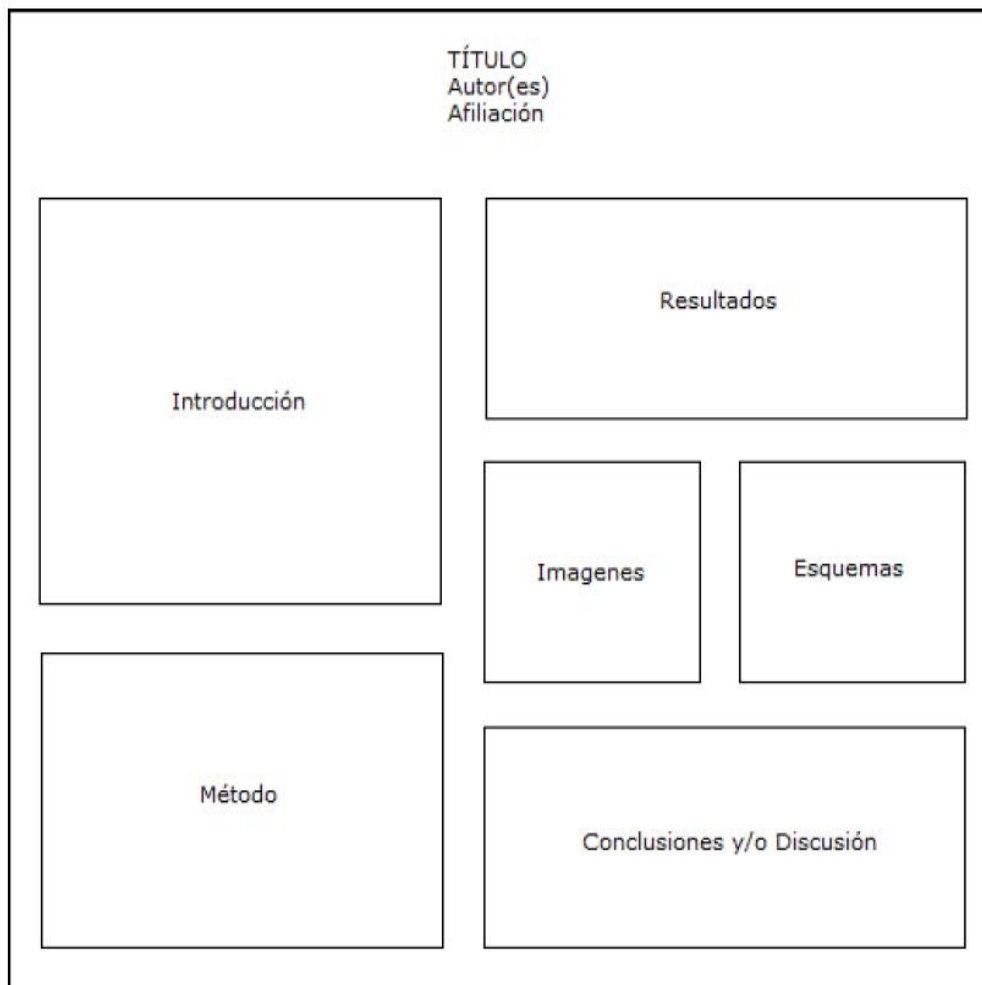 TÍTULO
Autor(es)
Afiliación
Introducción
Método
Resultados
Imagenes
Esquemas
Conclusiones y/o Discusión